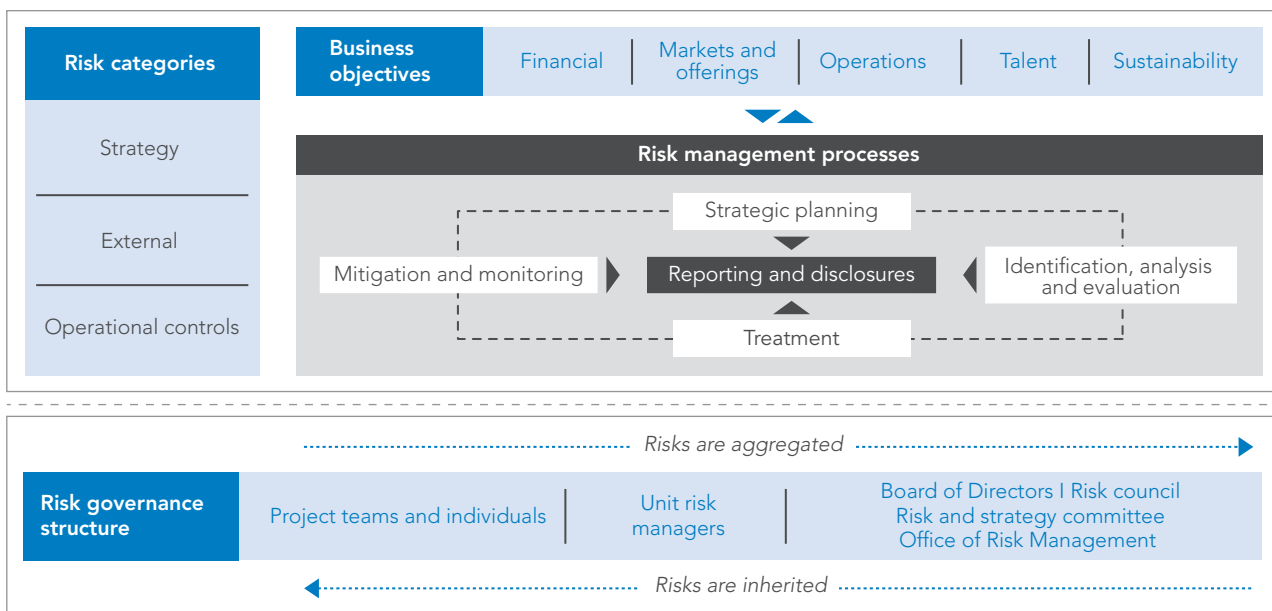 Risk categories
Strategy
External
Operational controls
Business
objectives
Financial
Markets and
offerings
Operations
Talent
Sustainability
Risk management processes
Strategic planning
Mitigation and monitoring
Reporting and disclosures
Identification, analysis
and evaluation
Treatment
Risks are aggregated
Risk governance
structure
Project teams and individuals
Unit risk
managers
Board of Directors I Risk council
Risk and strategy committee
Office of Risk Management
Risks are inherited